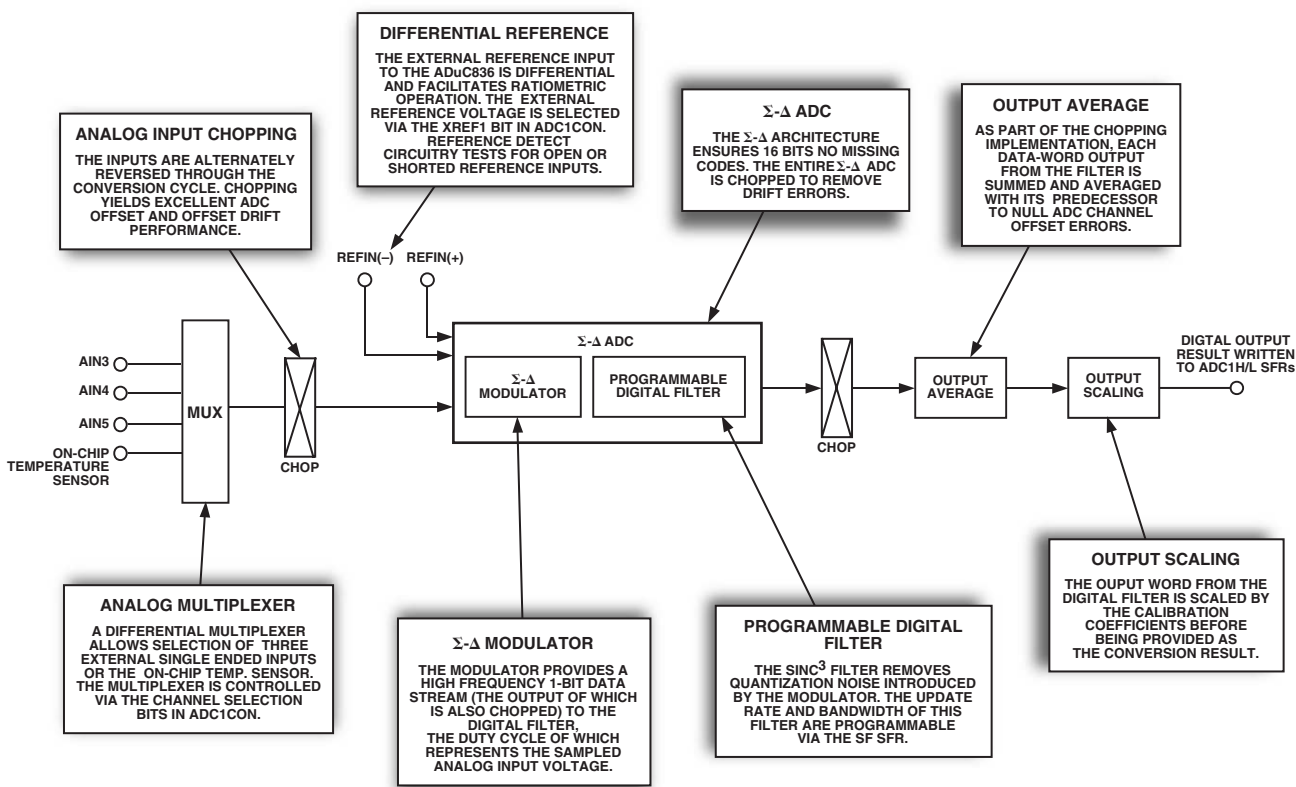 DIFFERENTIAL REFERENCE
THE EXTERNAL REFERENCE INPUT
TO THE ADuC836 IS DIFFERENTIAL
AND FACILITATES RATIOMETRIC
OPERATION. THE EXTERNAL
REFERENCE VOLTAGE IS SELECTED
VIA THE XREF1 BIT IN ADC1CON.
REFERENCE DETECT
CIRCUITRY TESTS FOR OPEN OR
SHORTED REFERENCE INPUTS.
ANALOG INPUT CHOPPING
THE INPUTS ARE ALTERNATELY
REVERSED THROUGH THE
CONVERSION CYCLE. CHOPPING
YIELDS EXCELLENT ADC
OFFSET AND OFFSET DRIFT
PERFORMANCE.
Σ-Δ ADC
THE Σ-Δ ARCHITECTURE
ENSURES 16 BITS NO MISSING
CODES. THE ENTIRE Σ-Δ ADC
IS CHOPPED TO REMOVE
DRIFT ERRORS.
OUTPUT AVERAGE
AS PART OF THE CHOPPING
IMPLEMENTATION, EACH
DATA-WORD OUTPUT
FROM THE FILTER IS
SUMMED AND AVERAGED
WITH ITS PREDECESSOR
TO NULL ADC CHANNEL
OFFSET ERRORS.
REFIN(–) REFIN(+)
AIN3
AIN4
AIN5
ON-CHIP
TEMPERATURE
SENSOR
MUX
CHOP
Σ-Δ ADC
Σ-Δ
MODULATOR
PROGRAMMABLE
DIGITAL FILTER
CHOP
OUTPUT
AVERAGE
OUTPUT
SCALING
DIGTAL OUTPUT
RESULT WRITTEN
TO ADC1H/L SFRs
ANALOG MULTIPLEXER
A DIFFERENTIAL MULTIPLEXER
ALLOWS SELECTION OF THREE
EXTERNAL SINGLE ENDED INPUTS
OR THE ON-CHIP TEMP. SENSOR.
THE MULTIPLEXER IS CONTROLLED
VIA THE CHANNEL SELECTION
BITS IN ADC1CON.
Σ-Δ MODULATOR
THE MODULATOR PROVIDES A
HIGH FREQUENCY 1-BIT DATA
STREAM (THE OUTPUT OF WHICH
IS ALSO CHOPPED) TO THE
DIGITAL FILTER,
THE DUTY CYCLE OF WHICH
REPRESENTS THE SAMPLED
ANALOG INPUT VOLTAGE.
PROGRAMMABLE DIGITAL
FILTER
THE SINC³ FILTER REMOVES
QUANTIZATION NOISE INTRODUCED
BY THE MODULATOR. THE UPDATE
RATE AND BANDWIDTH OF THIS
FILTER ARE PROGRAMMABLE
VIA THE SF SFR.
OUTPUT SCALING
THE OUPUT WORD FROM THE
DIGITAL FILTER IS SCALED BY
THE CALIBRATION
COEFFICIENTS BEFORE
BEING PROVIDED AS
THE CONVERSION RESULT.